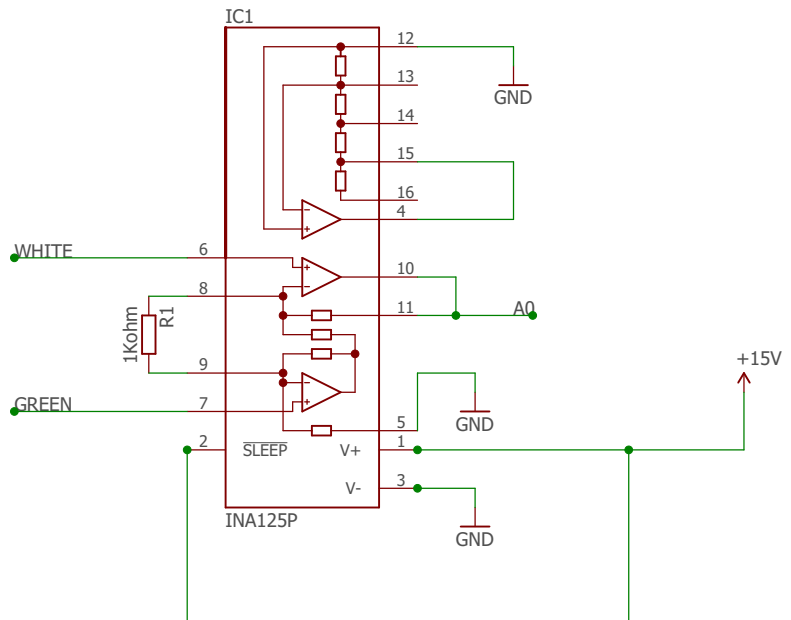 IC1
12
GND
13
14
15
16
4
WHITE
6
10
8
11
A0
1Kohm
R1
9
+15V
GREEN
7
5
GND
2
SLEEP
V+
1
V-
3
INA125P
GND